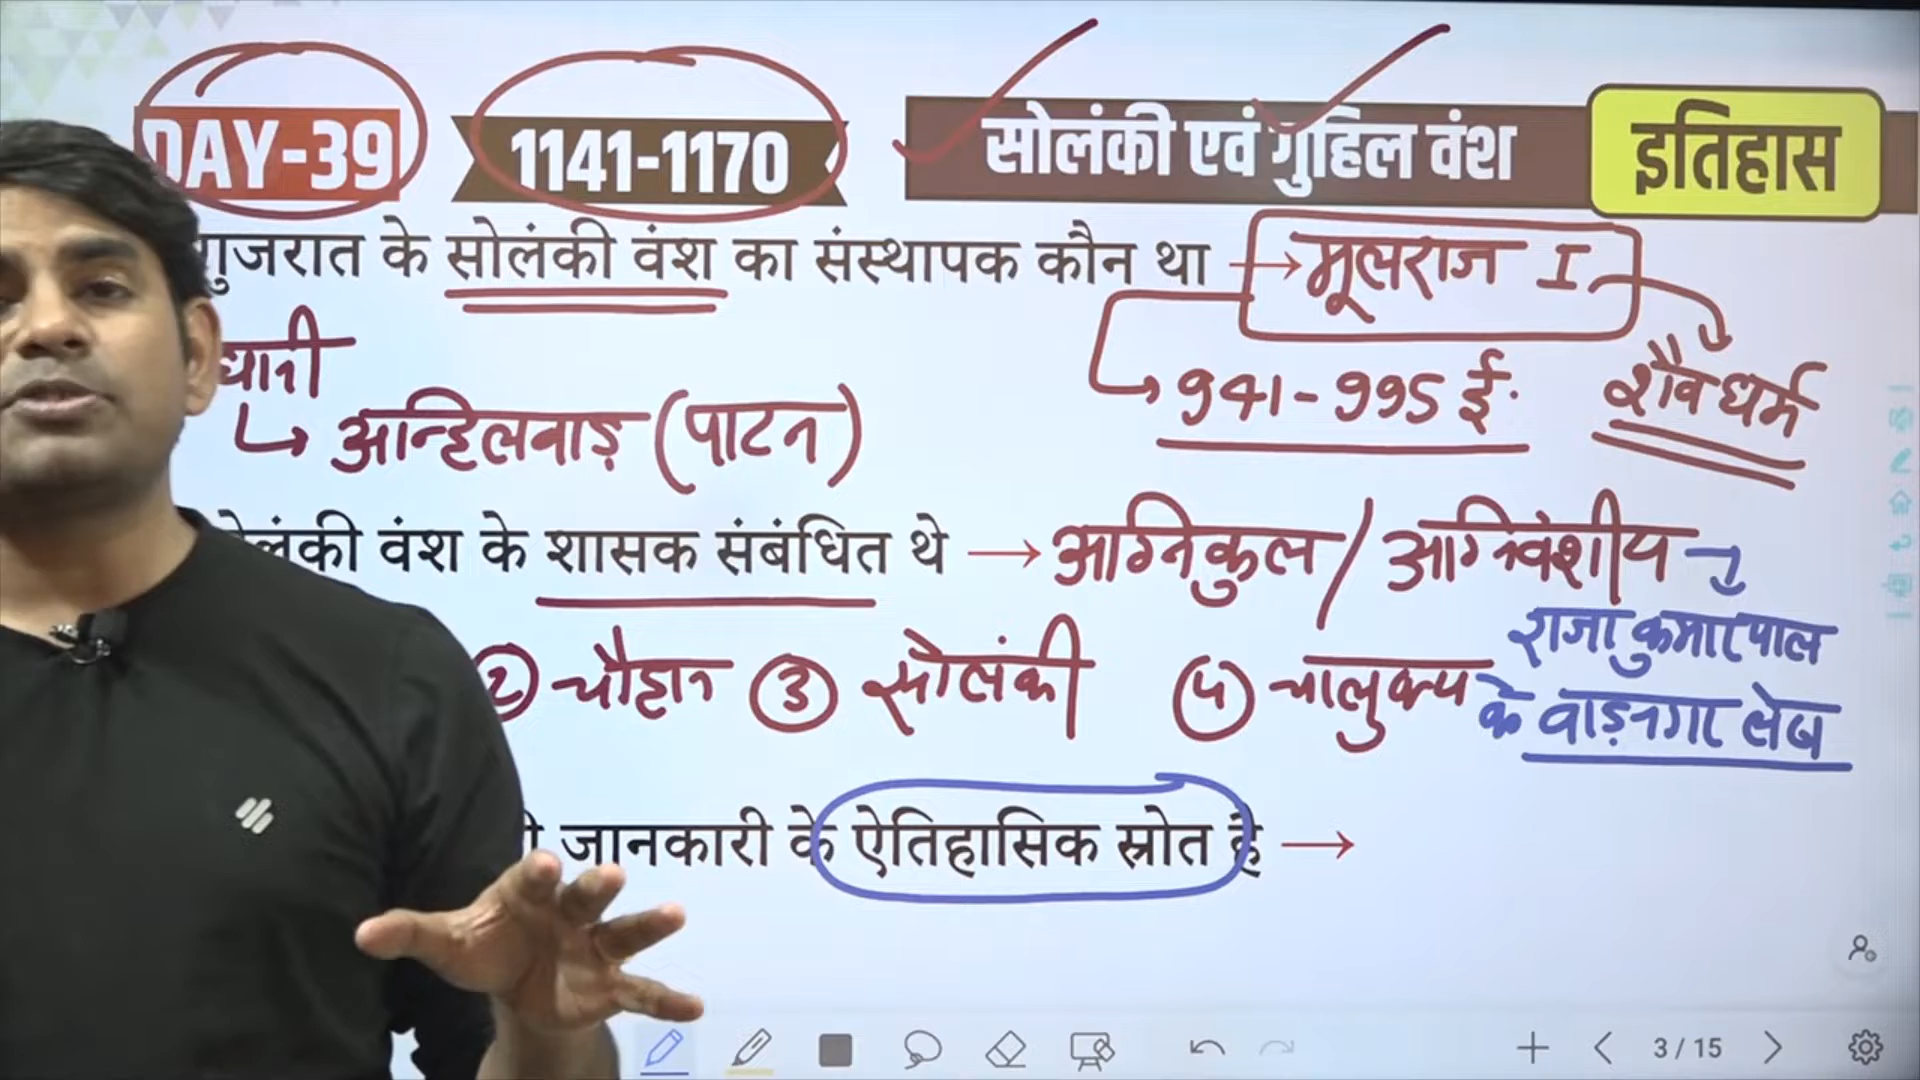 DAY-39 1141-1170 सोलंकी एवं गुहिल वंश इतिहास
गुजरात के सोलंकी वंश का संस्थापक कौन था → मूलराज I
धानी 941-995 ई. शैव धर्म
↳ अन्हिलवाड़ (पाटन)
सोलंकी वंश के शासक संबंधित थे → अग्निकुल / अग्निवंशीय
राजा कुमारपाल
② चौहान ③ सोलंकी ④ चालुक्य के वाड़नगर लेख
जानकारी के ऐतिहासिक स्रोत है →
3 / 15